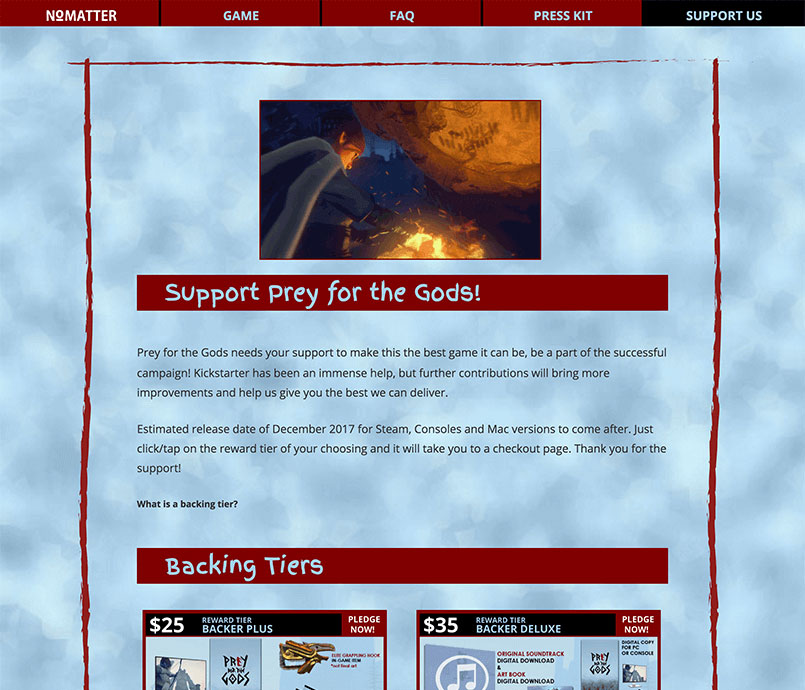 NoMATTER
GAME
FAQ
PRESS KIT
SUPPORT US
Support Prey for the Gods!
Prey for the Gods needs your support to make this the best game it can be, be a part of the successful
campaign! Kickstarter has been an immense help, but further contributions will bring more
improvements and help us give you the best we can deliver.
Estimated release date of December 2017 for Steam, Consoles and Mac versions to come after. Just
click/tap on the reward tier of your choosing and it will take you to a checkout page. Thank you for the
support!
What is a backing tier?
Backing Tiers
$25
REWARD TIER
BACKER PLUS
PLEDGE
NOW!
PREY
FOR THE
GODS
ELITE GRAPPLING HOOK
IN-GAME ITEM
*not final art
$35
REWARD TIER
BACKER DELUXE
PLEDGE
NOW!
ORIGINAL SOUNDTRACK
DIGITAL DOWNLOAD
&
ART BOOK
DIGITAL DOWNLOAD
PREY
FOR THE
GODS
DIGITAL COPY
FOR PC
OR CONSOLE